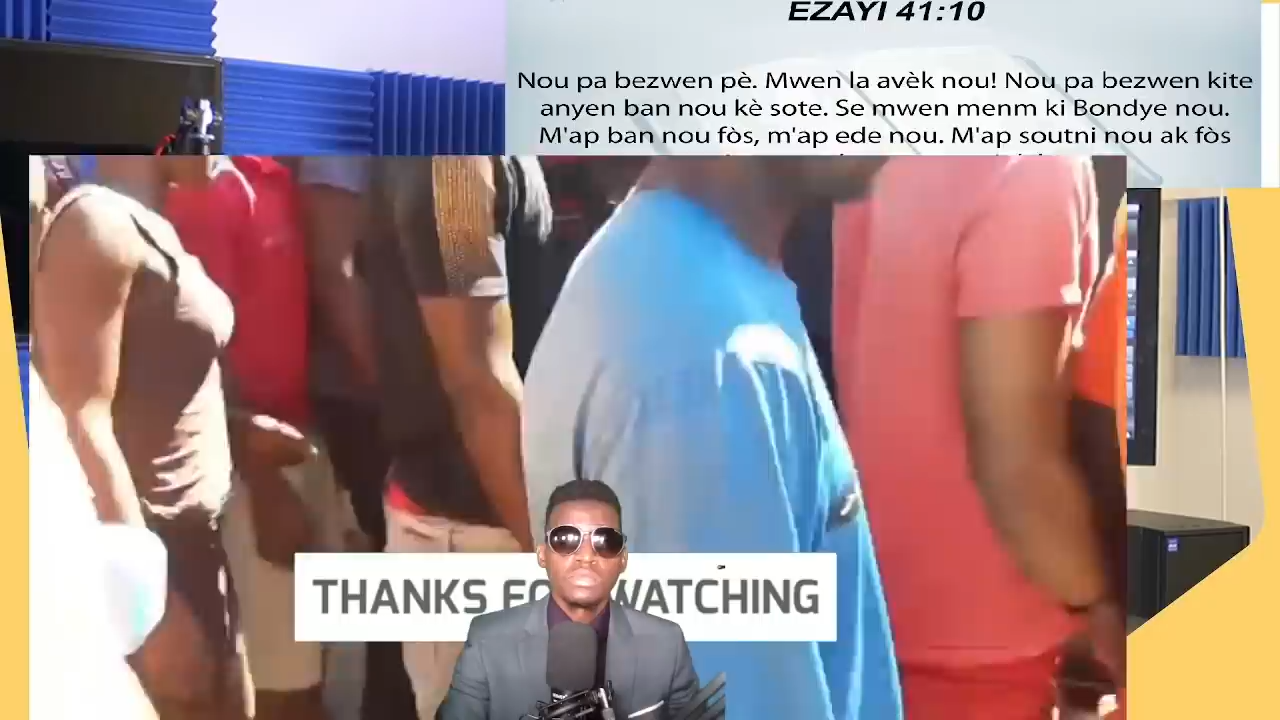 EZAYI 41:10
Nou pa bezwen pè. Mwen la avèk nou! Nou pa bezwen kite
anyen ban nou kè sote. Se mwen menm ki Bondye nou.
M'ap ban nou fòs, m'ap ede nou. M'ap soutni nou ak fòs
THANKS WATCHING